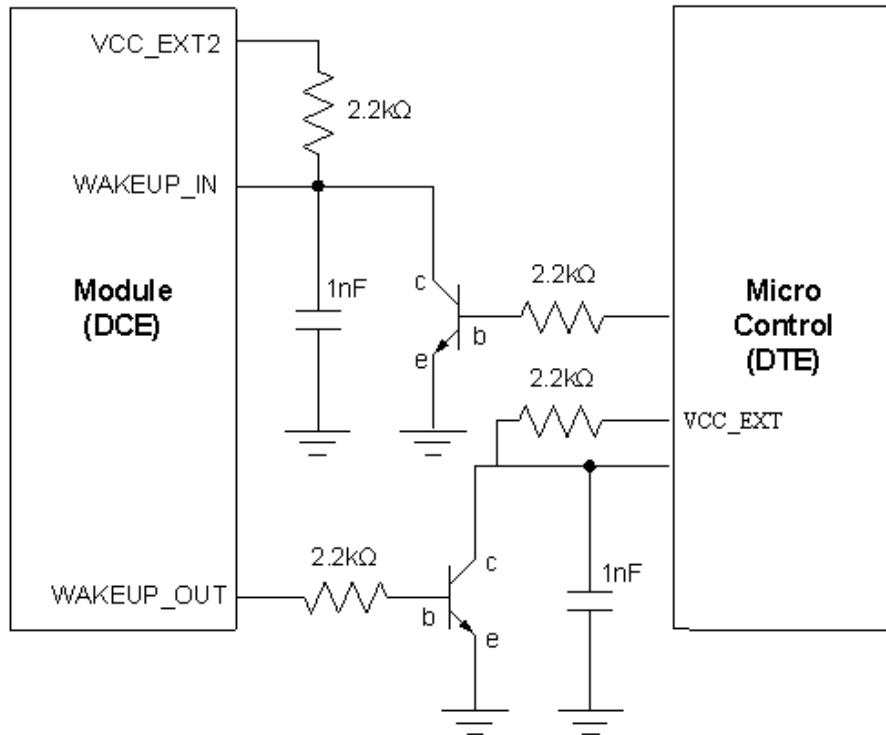 VCC_EXT2
2.2kΩ
WAKEUP_IN
Module
(DCE)
1nF
c
b
e
2.2kΩ
Micro
Control
(DTE)
2.2kΩ
VCC_EXT
WAKEUP_OUT
2.2kΩ
c
b
e
1nF